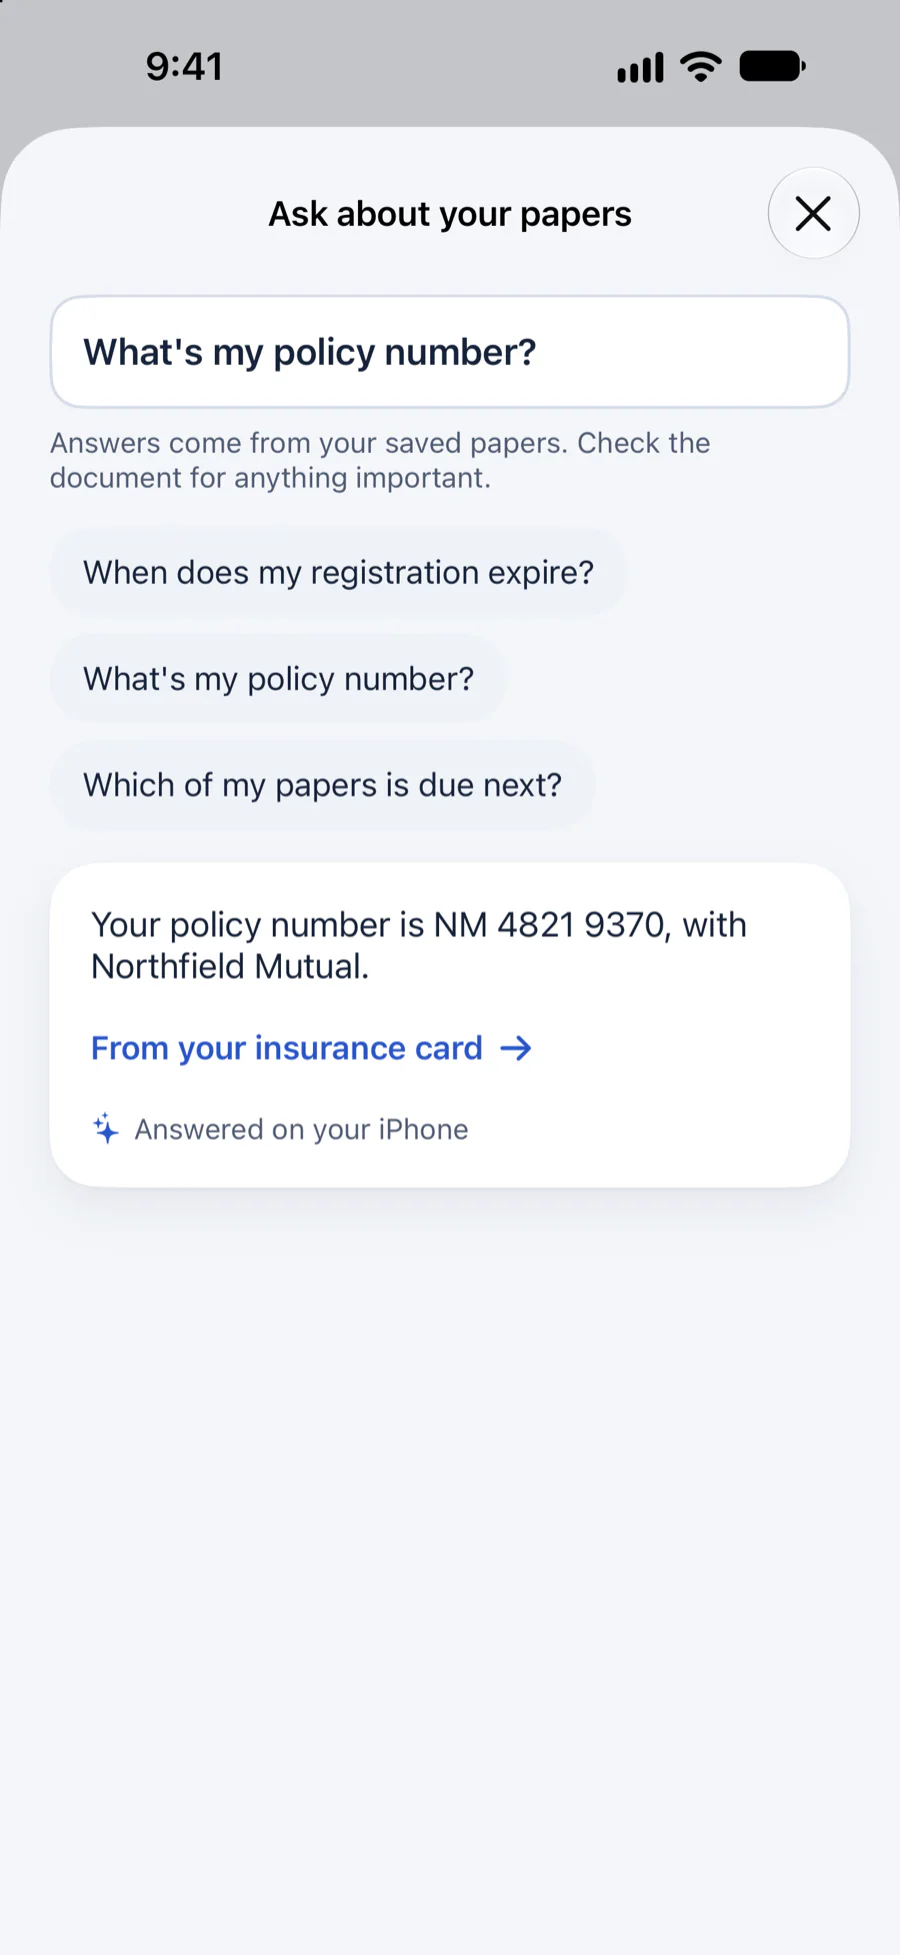 9:41
Ask about your papers
What's my policy number?
Answers come from your saved papers. Check the
document for anything important.
When does my registration expire?
What's my policy number?
Which of my papers is due next?
Your policy number is NM 4821 9370, with
Northfield Mutual.
From your insurance card →
Answered on your iPhone